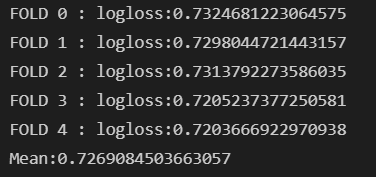 FOLD 0 : logloss:0.7324681223064575
FOLD 1 : logloss:0.7298044721443157
FOLD 2 : logloss:0.7313792273586035
FOLD 3 : logloss:0.7205237377250581
FOLD 4 : logloss:0.7203666922970938
Mean:0.7269084503663057